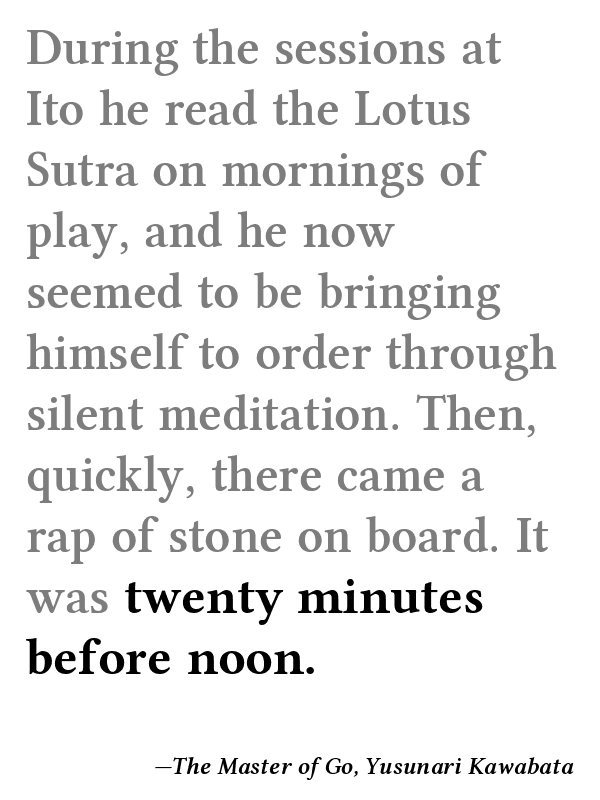 During the sessions at
Ito he read the Lotus
Sutra on mornings of
play, and he now
seemed to be bringing
himself to order through
silent meditation. Then,
quickly, there came a
rap of stone on board. It
was twenty minutes
before noon.
—The Master of Go, Yusunari Kawabata